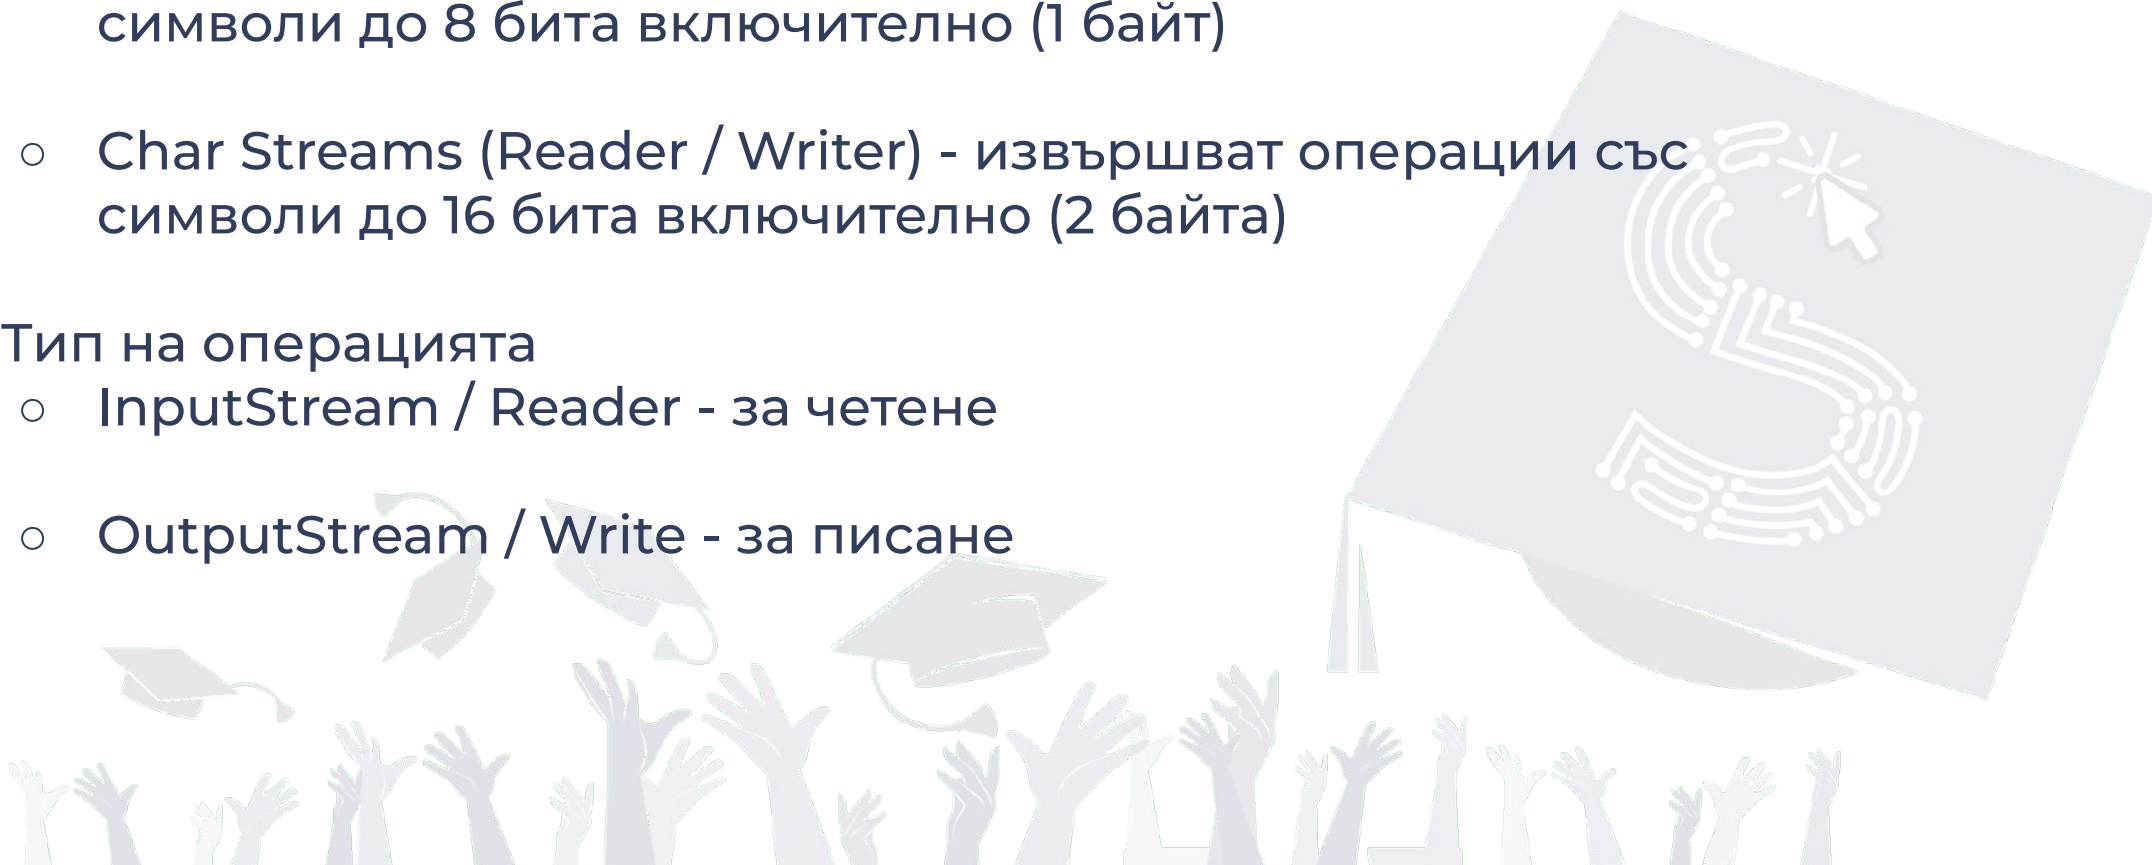 символи до 8 бита включително (1 байт)
○ Char Streams (Reader / Writer) - извършват операции със
символи до 16 бита включително (2 байта)
Тип на операцията
○ InputStream / Reader - за четене
○ OutputStream / Write - за писане